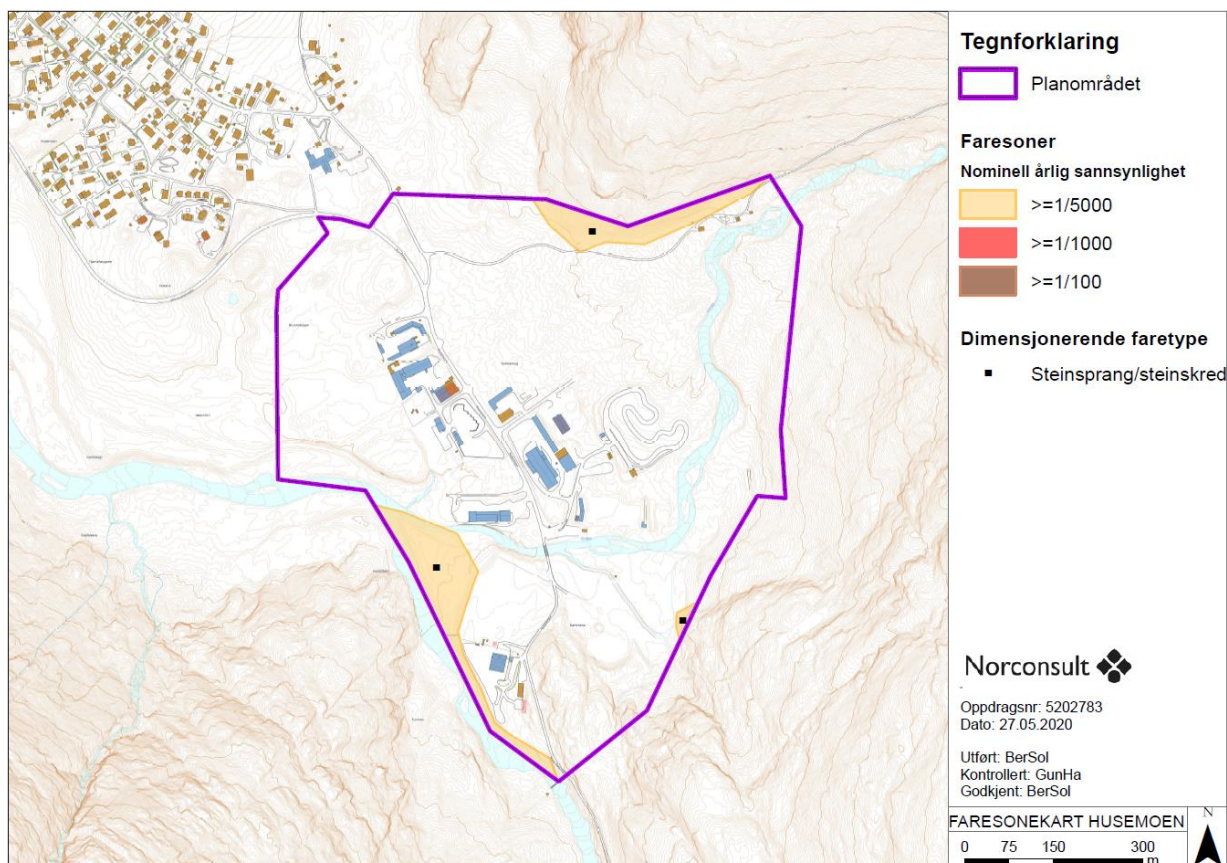 Tegnforklaring
Planområdet
Faresoner
Nominell årlig sannsynlighet
>=1/5000
>=1/1000
>=1/100
Dimensjonerende faretype
Steinsprang/steinskred
Norconsult
Oppdragsnr: 5202783
Dato: 27.05.2020
Utført: BerSol
Kontrollert: GunHa
Godkjent: BerSol
FARESONEKART HUSEMOEN
N
0 75 150 300
m